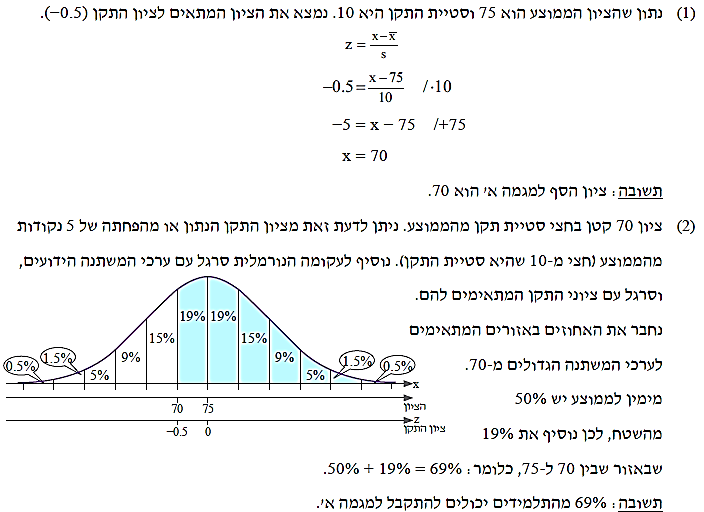 (1) נתון שהציון הממוצע הוא 75 וסטיית התקן היא 10. נמצא את הציון המתאים לציון התקן (−0.5).
z = (x−x̄)/s
−0.5 = (x−75)/10 /·10
−5 = x − 75 /+75
x = 70
תשובה: ציון הסף למגמה א׳ הוא 70.
(2) ציון 70 קטן בחצי סטיית תקן מהממוצע. ניתן לדעת זאת מציון התקן הנתון או מהפחתה של 5 נקודות
מהממוצע (חצי מ-10 שהיא סטיית התקן). נוסיף לעקומה הנורמלית סרגל עם ערכי המשתנה הידועים,
וסרגל עם ציוני התקן המתאימים להם.
נחבר את האחוזים באזורים המתאימים
לערכי המשתנה הגדולים מ-70.
מימין לממוצע יש 50%
מהשטח, לכן נוסיף את 19%
שבאזור שבין 70 ל-75, כלומר: 50% + 19% = 69%.
תשובה: 69% מהתלמידים יכולים להתקבל למגמה א׳.
0.5% 1.5% 5% 9% 15% 19% 19% 15% 9% 5% 1.5% 0.5%
x
70 75 הציון
z
−0.5 0 ציון התקן